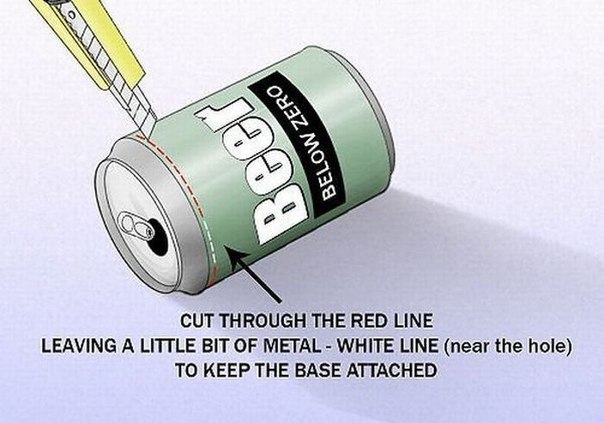 Beer
BELOW ZERO
CUT THROUGH THE RED LINE
LEAVING A LITTLE BIT OF METAL - WHITE LINE (near the hole)
TO KEEP THE BASE ATTACHED